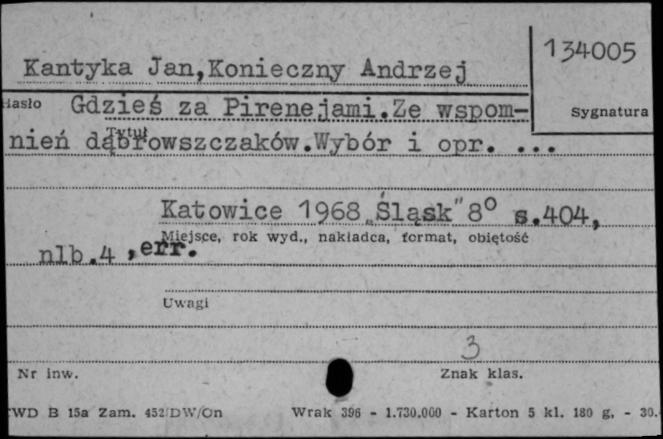 134005
Kantyka Jan,Konieczny Andrzej
Hasło Gdzieś za Pirenejami.Ze wspom-
Sygnatura
Tytuł
nień dąbrowszczaków.Wybór i opr. ...
Katowice 1968 „Śląsk" 8° s.404,
Miejsce, rok wyd., nakładca, format, objętość
nlb.4 ,err.
Uwagi
3
Nr inw.
Znak klas.
CWD B 15a Zam. 452/DW/On Wrak 396 - 1.730.000 - Karton 5 kl. 180 g. - 30.